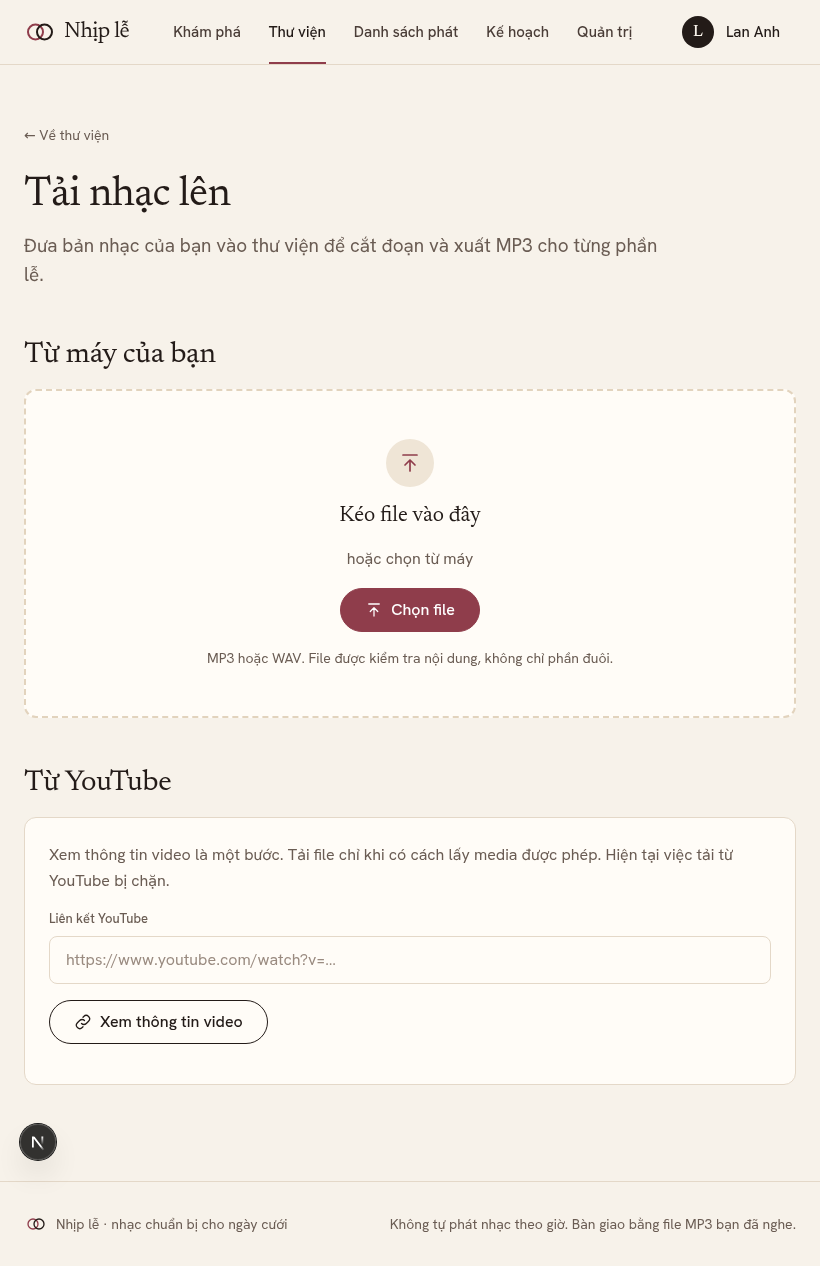 Nhịp lễ
Khám phá
Thư viện
Danh sách phát
Kế hoạch
Quản trị
L
Lan Anh
← Về thư viện
Tải nhạc lên
Đưa bản nhạc của bạn vào thư viện để cắt đoạn và xuất MP3 cho từng phần
lễ.
Từ máy của bạn
Kéo file vào đây
hoặc chọn từ máy
Chọn file
MP3 hoặc WAV. File được kiểm tra nội dung, không chỉ phần đuôi.
Từ YouTube
Xem thông tin video là một bước. Tải file chỉ khi có cách lấy media được phép. Hiện tại việc tải từ
YouTube bị chặn.
Liên kết YouTube
https://www.youtube.com/watch?v=...
Xem thông tin video
N
Nhịp lễ · nhạc chuẩn bị cho ngày cưới
Không tự phát nhạc theo giờ. Bàn giao bằng file MP3 bạn đã nghe.